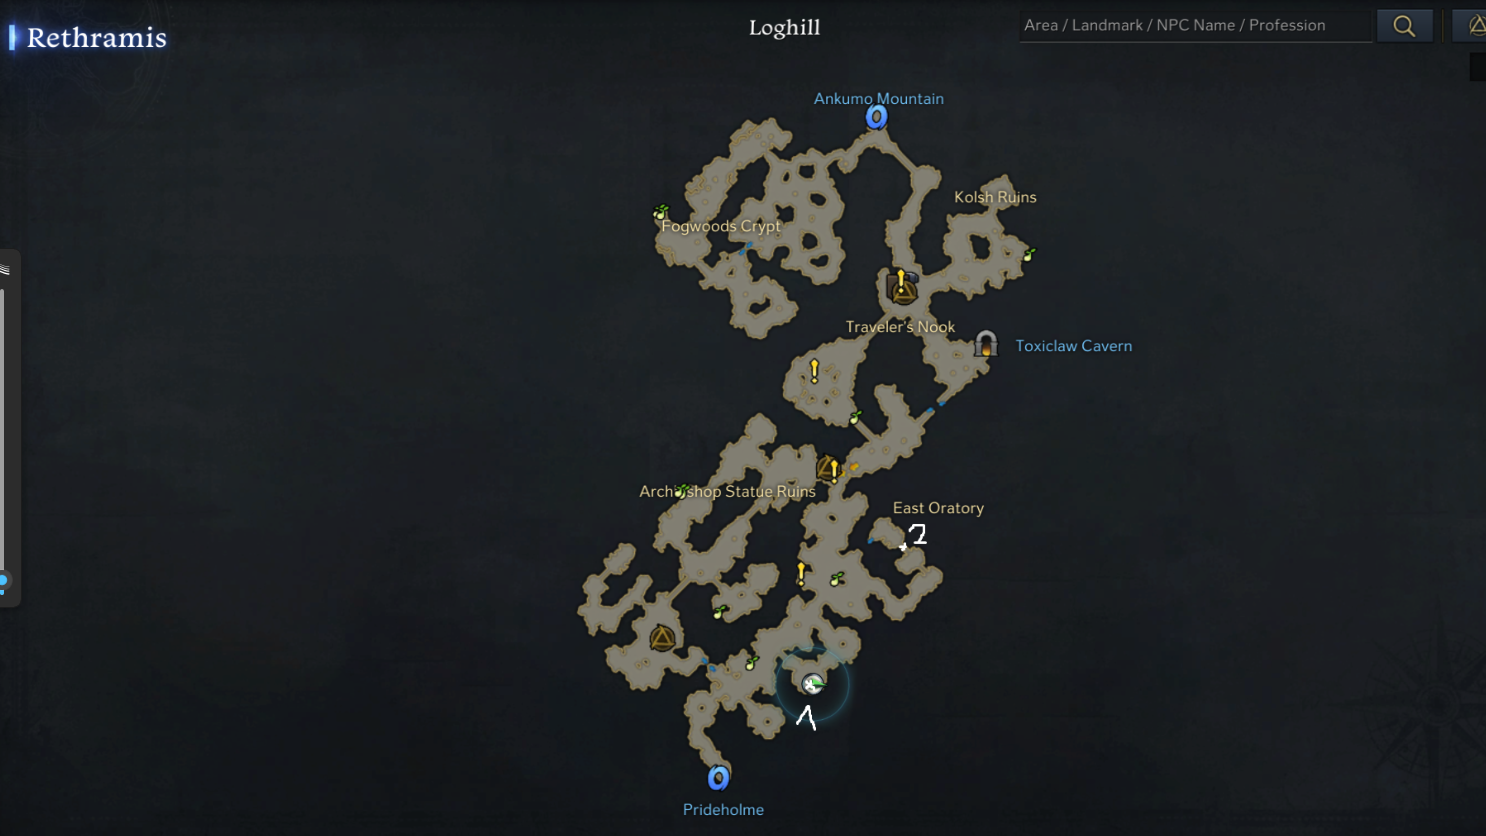 Rethramis
Loghill
Area / Landmark / NPC Name / Profession
Ankumo Mountain
Kolsh Ruins
Fogwoods Crypt
Traveler's Nook
Toxiclaw Cavern
Archbishop Statue Ruins
East Oratory
2
1
Prideholme